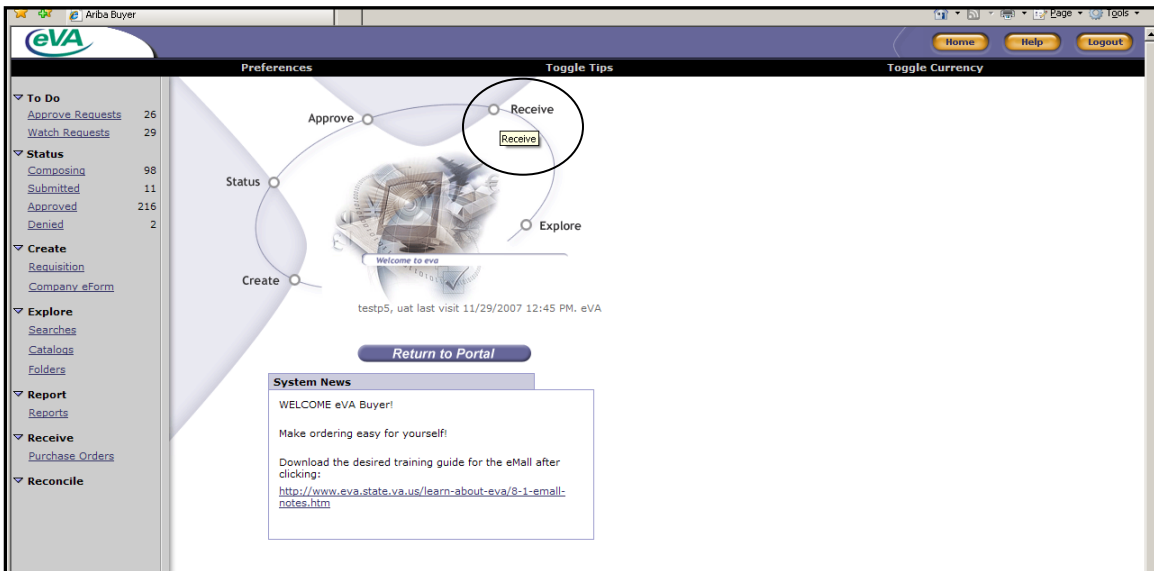 Ariba Buyer
Page
Tools
eVA
Home
Help
Logout
Preferences
Toggle Tips
Toggle Currency
To Do
Approve Requests 26
Watch Requests 29
Status
Composing 98
Submitted 11
Approved 216
Denied 2
Create
Requisition
Company eForm
Explore
Searches
Catalogs
Folders
Report
Reports
Receive
Purchase Orders
Reconcile
Approve
Receive
Receive
Status
Explore
Welcome to eva
Create
testp5, uat last visit 11/29/2007 12:45 PM. eVA
Return to Portal
System News
WELCOME eVA Buyer!
Make ordering easy for yourself!
Download the desired training guide for the eMall after
clicking:
http://www.eva.state.va.us/learn-about-eva/8-1-emall-
notes.htm